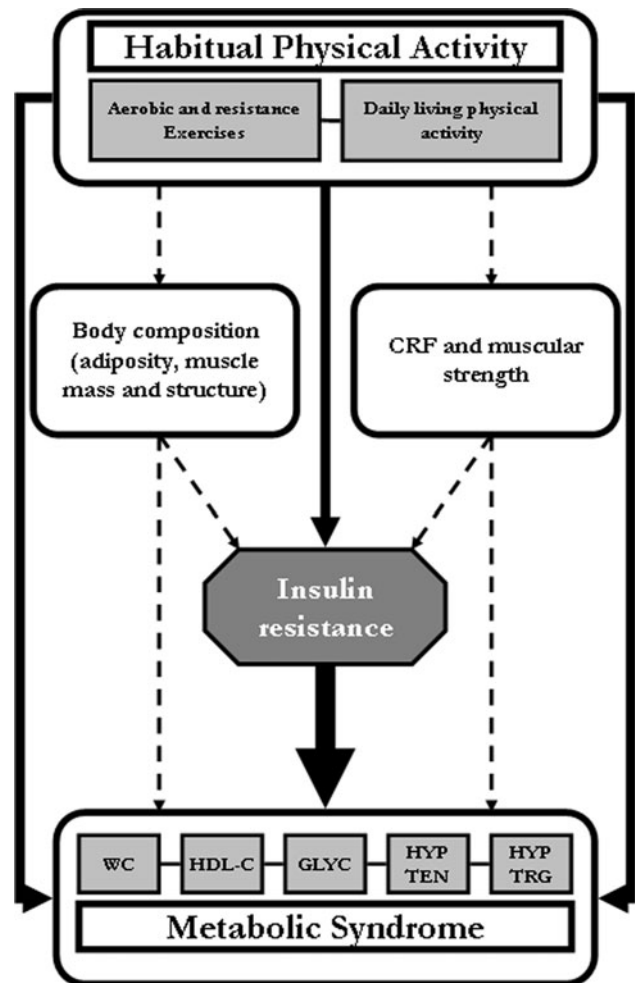 Habitual Physical Activity
Aerobic and resistance
Exercises
Daily living physical
activity
Body composition
(adiposity, muscle
mass and structure)
CRF and muscular
strength
Insulin
resistance
WC
HDL-C
GLYC
HYP
TEN
HYP
TRG
Metabolic Syndrome